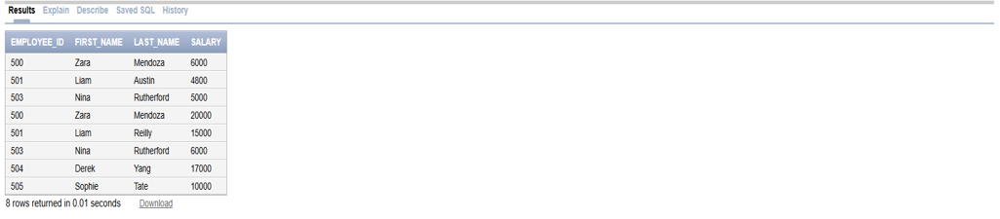 Results Explain Describe Saved SQL History
EMPLOYEE_ID FIRST_NAME LAST_NAME SALARY
500 Zara Mendoza 6000
501 Liam Austin 4800
503 Nina Rutherford 5000
500 Zara Mendoza 20000
501 Liam Reilly 15000
503 Nina Rutherford 6000
504 Derek Yang 17000
505 Sophie Tate 10000
8 rows returned in 0.01 seconds Download